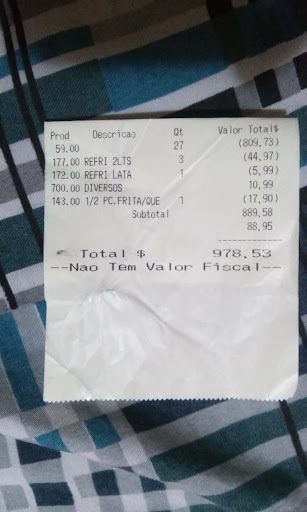 Prod Descricao Qt Valor Total$
59.00 27 (809,73)
177.00 REFRI 2LTS 3 (44,97)
172.00 REFRI LATA 1 (5,99)
700.00 DIVERSOS 10,99
143.00 1/2 PC.FRITA/QUE 1 (17,90)
Subtotal 889,58
88,95
-----------
Total $ 978,53
--Nao Tem Valor Fiscal--